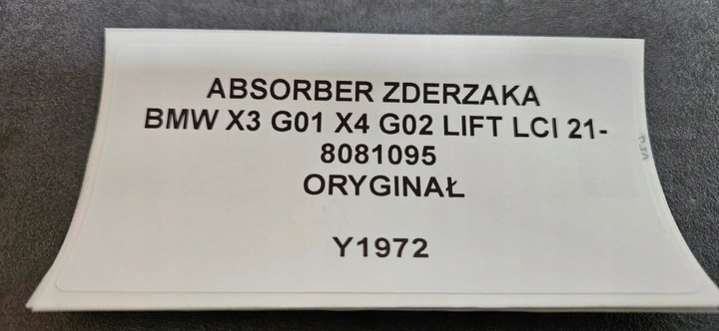 ABSORBER ZDERZAKA
BMW X3 G01 X4 G02 LIFT LCI 21-
8081095
ORYGINAŁ
Y1972